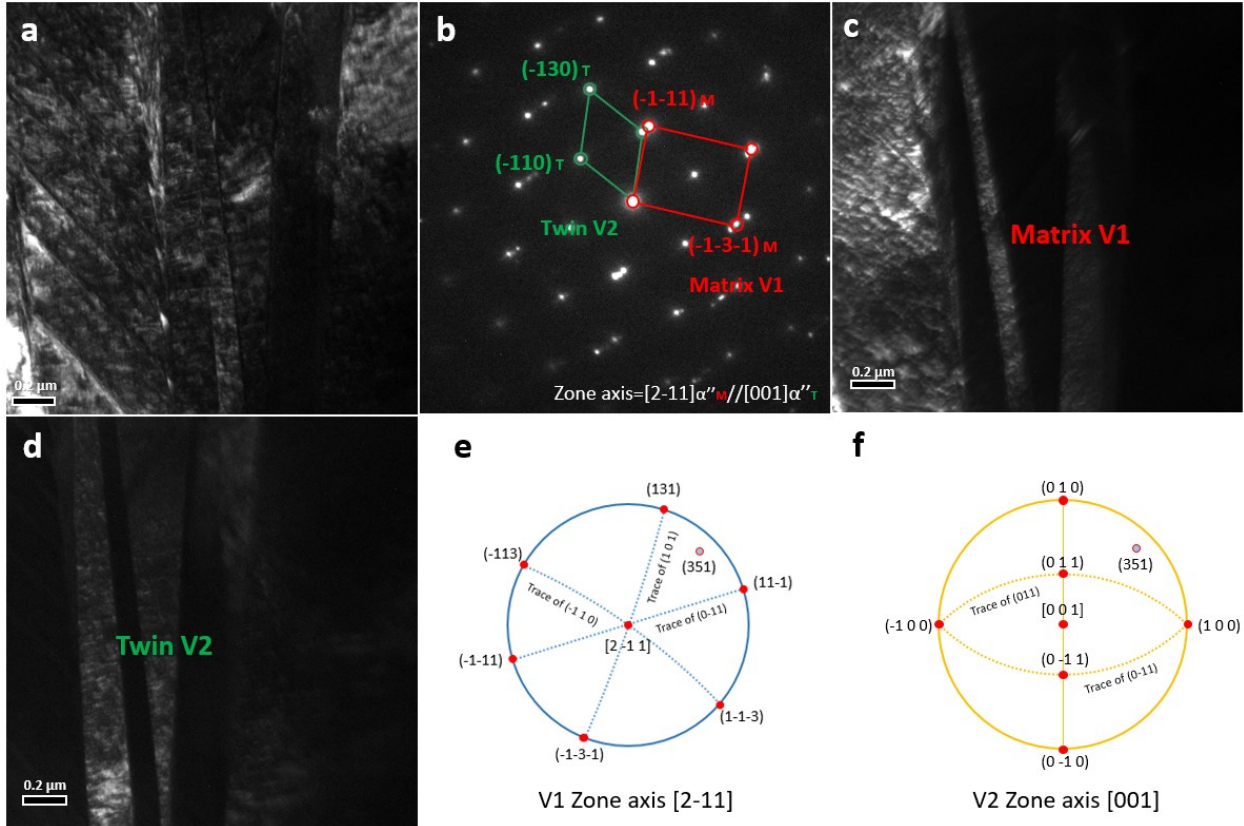 a
0.2 µm
b
(-130) T
(-1-11) M
(-110) T
Twin V2
(-1-3-1) M
Matrix V1
Zone axis=[2-11]α″M//[001]α″T
c
Matrix V1
0.2 µm
d
Twin V2
0.2 µm
e
(131)
(-113)
Trace of (1 0 1)
(351)
(11-1)
Trace of (-1 1 0)
Trace of (0-11)
[2 -1 1]
(-1-11)
(1-1-3)
(-1-3-1)
V1 Zone axis [2-11]
f
(0 1 0)
(351)
(0 1 1)
Trace of (011)
[0 0 1]
(-1 0 0)
(1 0 0)
(0 -1 1)
Trace of (0-11)
(0 -1 0)
V2 Zone axis [001]